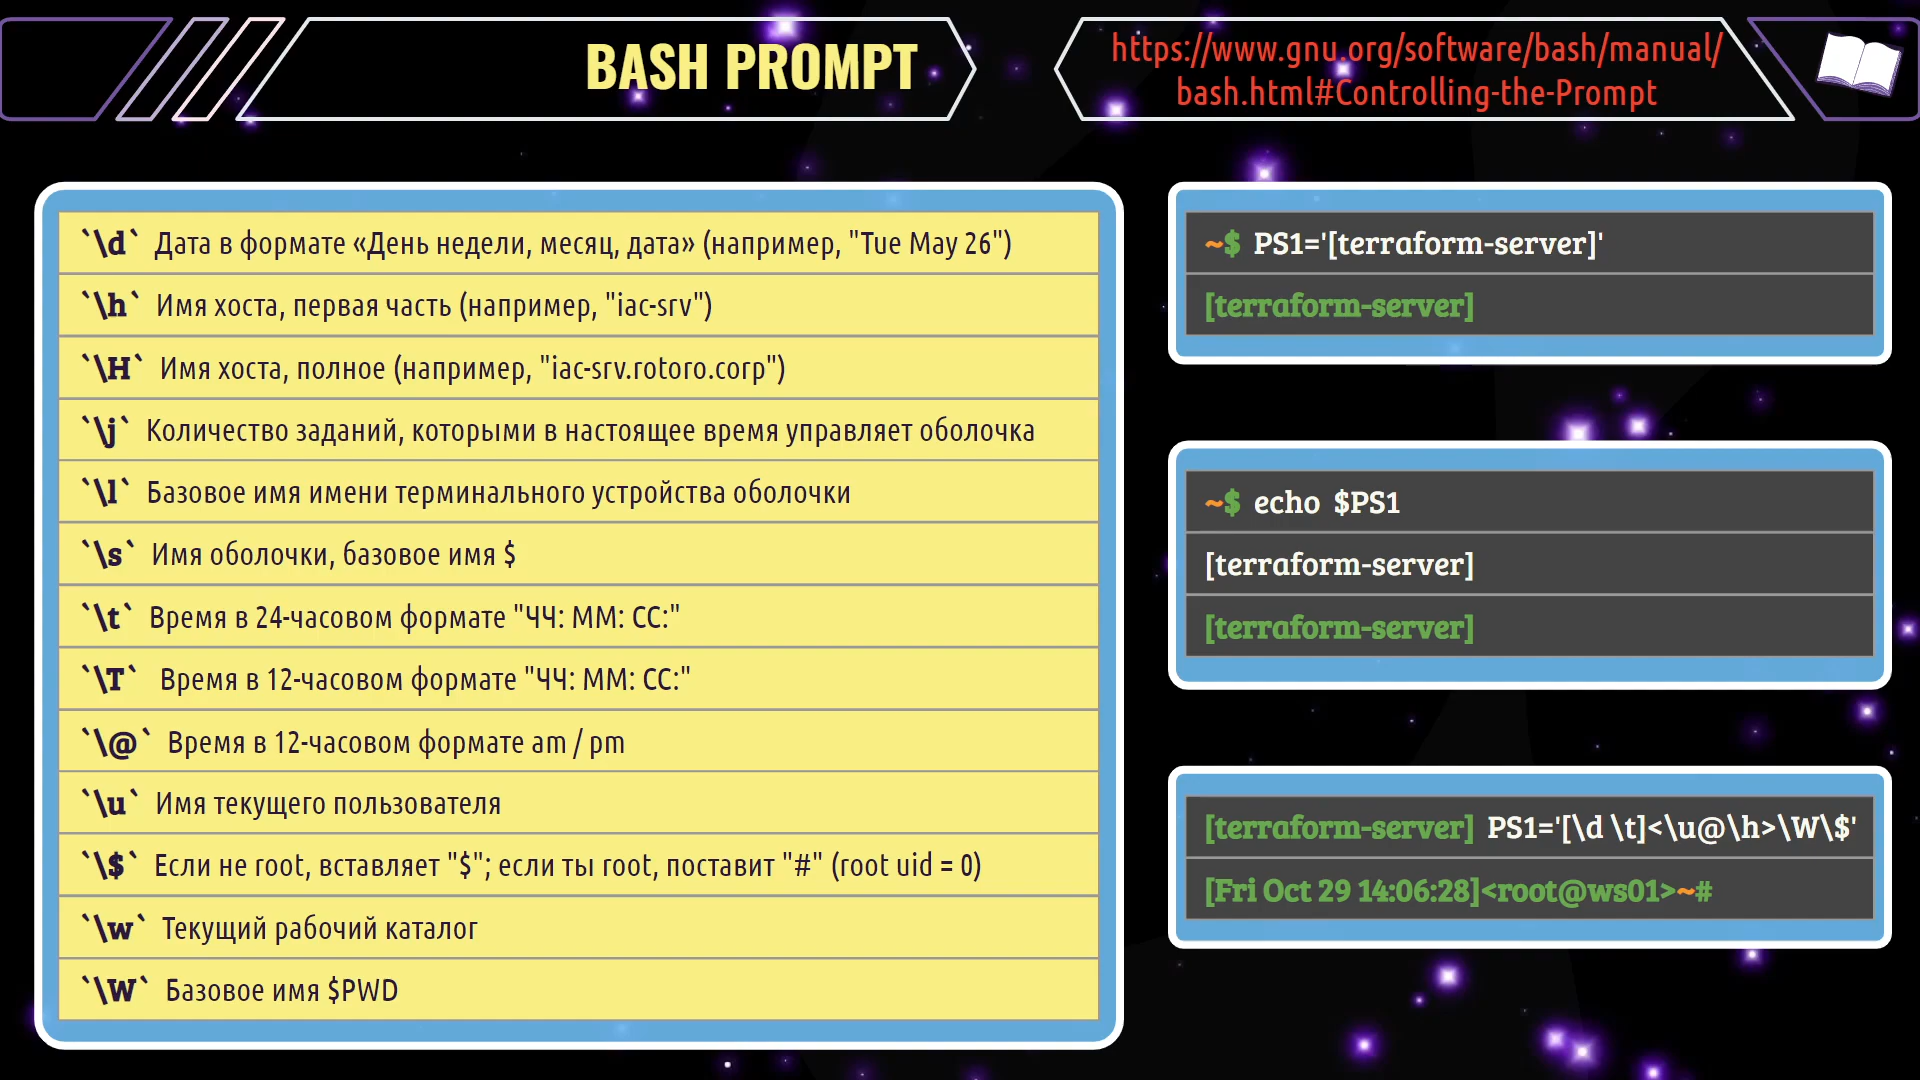 BASH PROMPT
https://www.gnu.org/software/bash/manual/
bash.html#Controlling-the-Prompt
`\d` Дата в формате «День недели, месяц, дата» (например, "Tue May 26")
`\h` Имя хоста, первая часть (например, "iac-srv")
`\H` Имя хоста, полное (например, "iac-srv.rotoro.corp")
`\j` Количество заданий, которыми в настоящее время управляет оболочка
`\l` Базовое имя имени терминального устройства оболочки
`\s` Имя оболочки, базовое имя $
`\t` Время в 24-часовом формате "ЧЧ: ММ: СС:"
`\T` Время в 12-часовом формате "ЧЧ: ММ: СС:"
`\@` Время в 12-часовом формате am / pm
`\u` Имя текущего пользователя
`\$` Если не root, вставляет "$"; если ты root, поставит "#" (root uid = 0)
`\w` Текущий рабочий каталог
`\W` Базовое имя $PWD
~$ PS1='[terraform-server]'
[terraform-server]
~$ echo $PS1
[terraform-server]
[terraform-server]
[terraform-server] PS1='[\d \t]<\u@\h>\W\$'
[Fri Oct 29 14:06:28]<root@ws01>~#